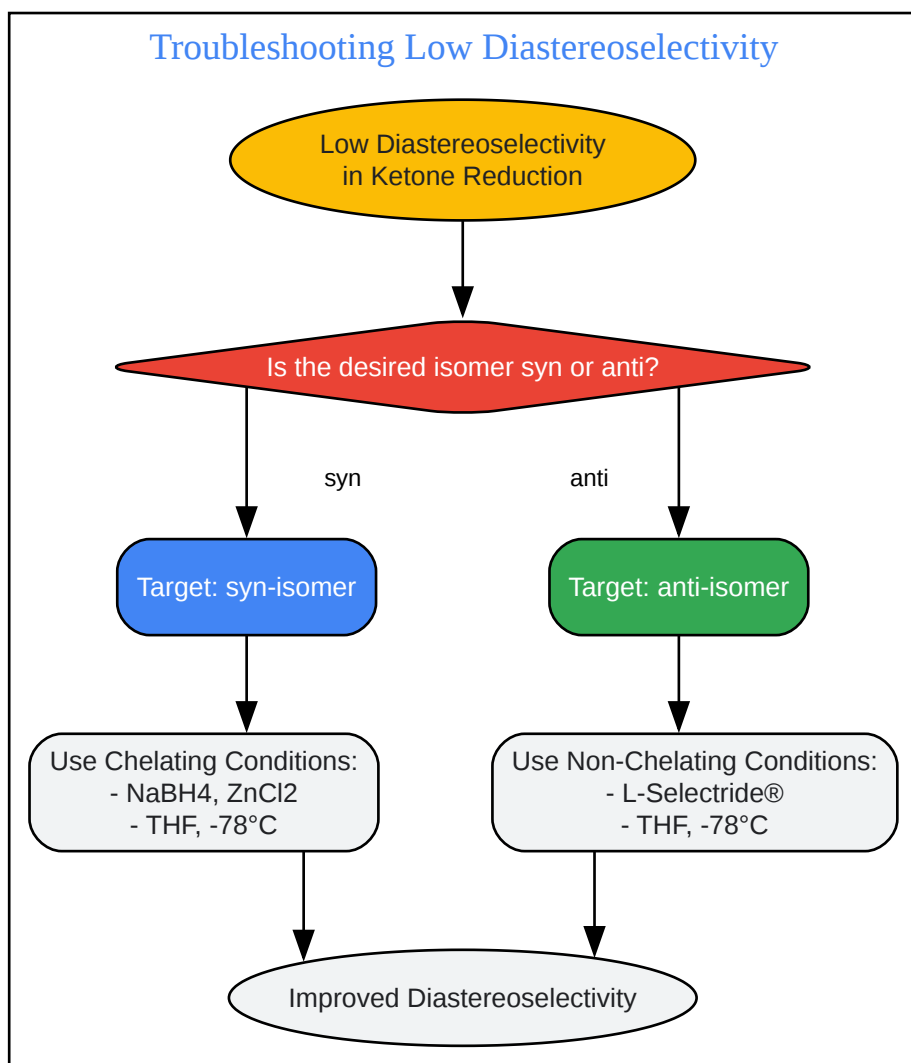 Troubleshooting Low Diastereoselectivity
Low Diastereoselectivity
in Ketone Reduction
Is the desired isomer syn or anti?
syn
anti
Target: syn-isomer
Target: anti-isomer
Use Chelating Conditions:
- NaBH4, ZnCl2
- THF, -78°C
Use Non-Chelating Conditions:
- L-Selectride®
- THF, -78°C
Improved Diastereoselectivity